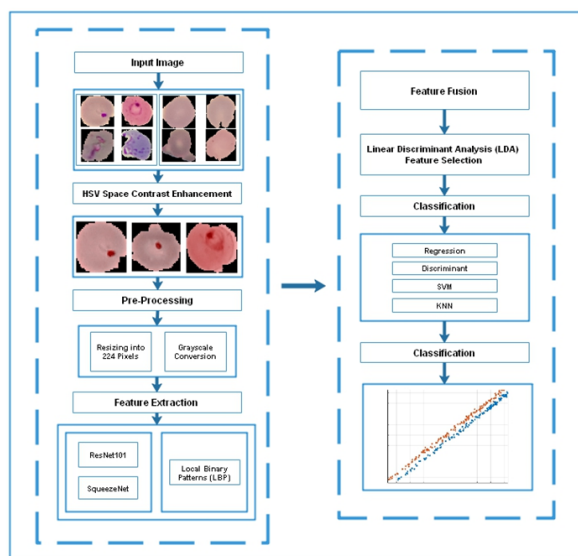 Input Image
HSV Space Contrast Enhancement
Pre-Processing
Resizing into
224 Pixels
Grayscale
Conversion
Feature Extraction
ResNet101
SqueezeNet
Local Binary
Patterns (LBP)
Feature Fusion
Linear Discriminant Analysis (LDA)
Feature Selection
Classification
Regression
Discriminant
SVM
KNN
Classification